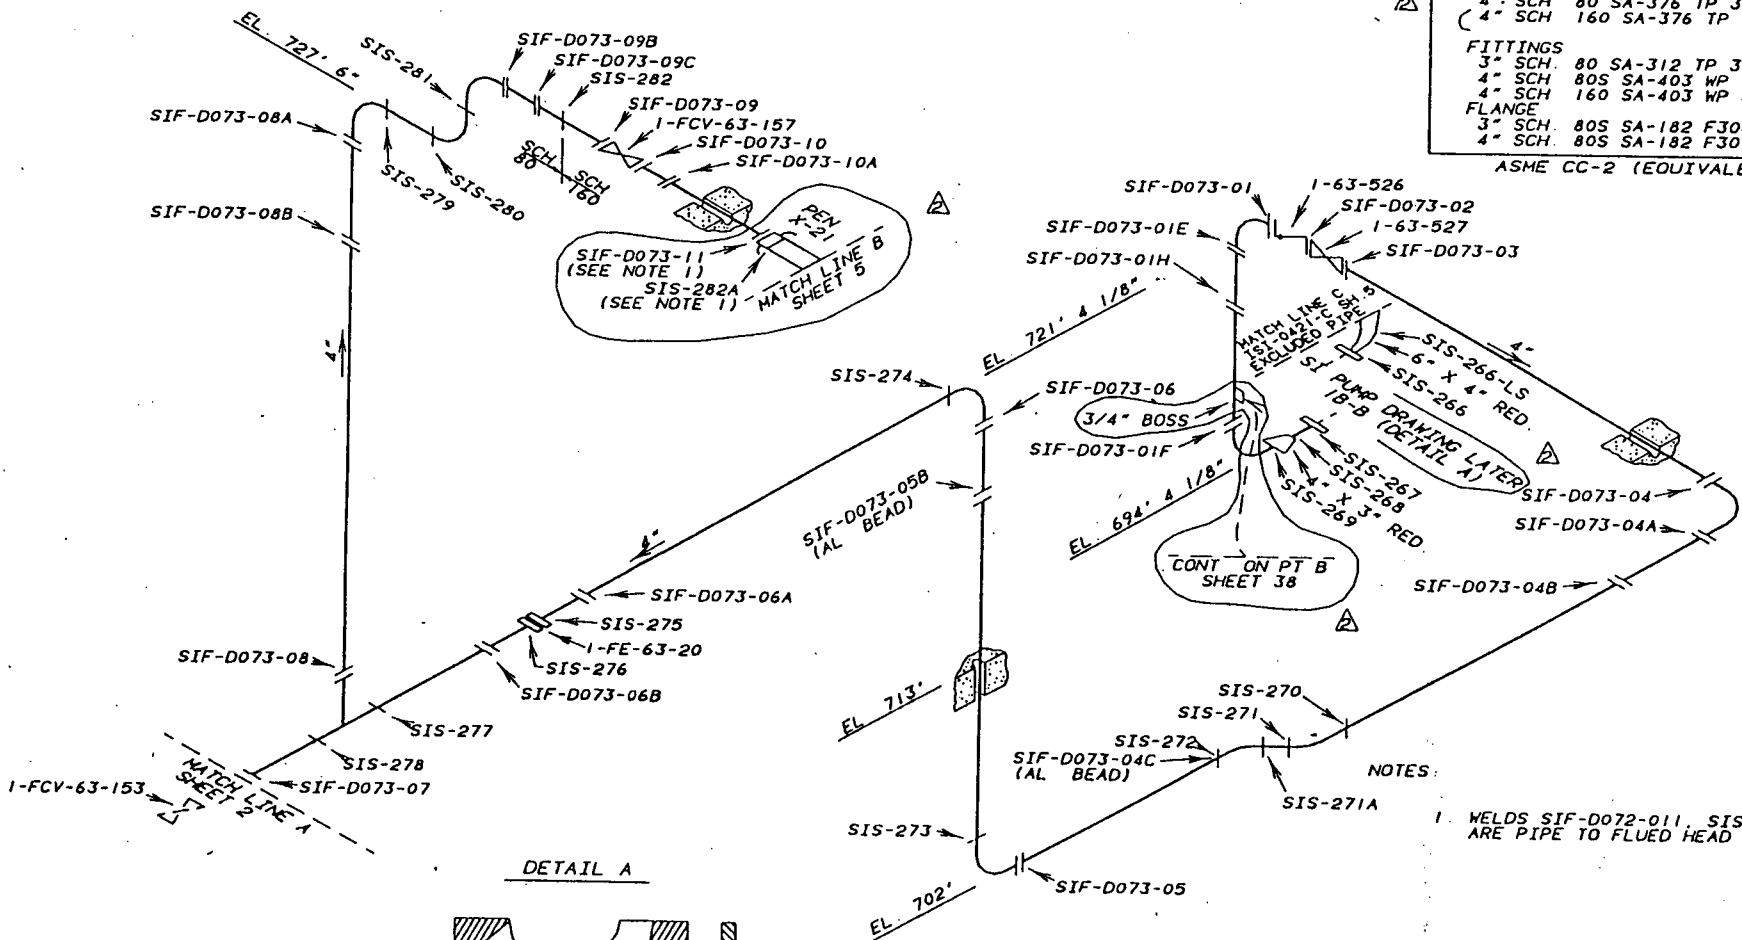 EL. 727' 6"
SIS-281
SIF-D073-09B
SIF-D073-09C
SIS-282
SIF-D073-09
1-FCV-63-157
SIF-D073-10
SIF-D073-10A
SIF-D073-08A
SIS-279
SIS-280
SCH 80
SCH 160
SIF-D073-08B
PEN X-21
SIF-D073-11
(SEE NOTE 1)
SIS-282A
(SEE NOTE 1)
MATCH LINE B
SHEET 5
2
4" SCH 80 SA-376 TP
4" SCH 160 SA-376 TP
FITTINGS
3" SCH. 80 SA-312 TP
4" SCH 80S SA-403 WP
4" SCH 160 SA-403 WP
FLANGE
3" SCH. 80S SA-182
4" SCH. 80S SA-182
ASME CC-2
2
SIF-D073-01
1-63-526
SIF-D073-02
1-63-527
SIF-D073-03
SIF-D073-01E
SIF-D073-01H
MATCH LINE
ISI-0421-C
EXCLUDED PIPE
4"
SIS-266-LS
6" X 4" RED.
SIS-266
SI PUMP
1B-B
DRAWING LATER
(DETAIL A)
2
4"
EL. 721' 4 1/8"
SIS-274
SIF-D073-06
3/4" BOSS
SIF-D073-01F
SIS-267
SIS-268
4" X 3" RED
SIS-269
EL. 694' 4 1/8"
SIF-D073-04
SIF-D073-04A
SIF-D073-04B
CONT ON PT B
SHEET 38
2
SIF-D073-05B
(AL BEAD)
4"
SIF-D073-06A
SIS-275
1-FE-63-20
SIS-276
SIF-D073-06B
SIF-D073-08
SIS-277
SIS-278
SIF-D073-07
MATCH LINE A
SHEET 2
1-FCV-63-153
EL 713'
SIS-270
SIS-271
SIS-272
SIF-D073-04C
(AL BEAD)
SIS-271A
SIS-273
SIF-D073-05
EL. 702'
NOTES:
1. WELDS SIF-D072-011, SIS
ARE PIPE TO FLUED HEAD
DETAIL A